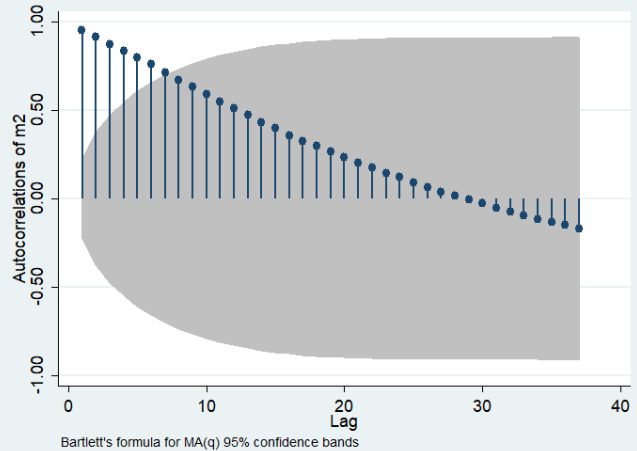 Autocorrelations of m2
1.00
0.50
0.00
-0.50
-1.00
0 10 20 30 40
Lag
Bartlett's formula for MA(q) 95% confidence bands